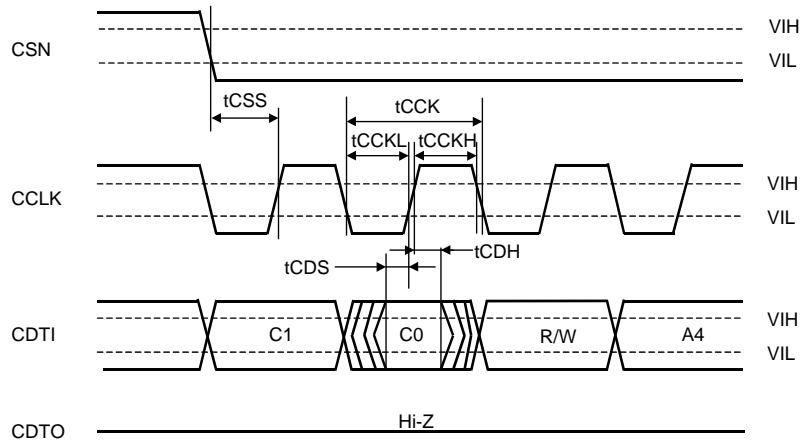 VIH
CSN
VIL
tCSS
tCCK
tCCKL tCCKH
VIH
CCLK
VIL
tCDS
tCDH
VIH
CDTI
C1
C0
R/W
A4
VIL
Hi-Z
CDTO